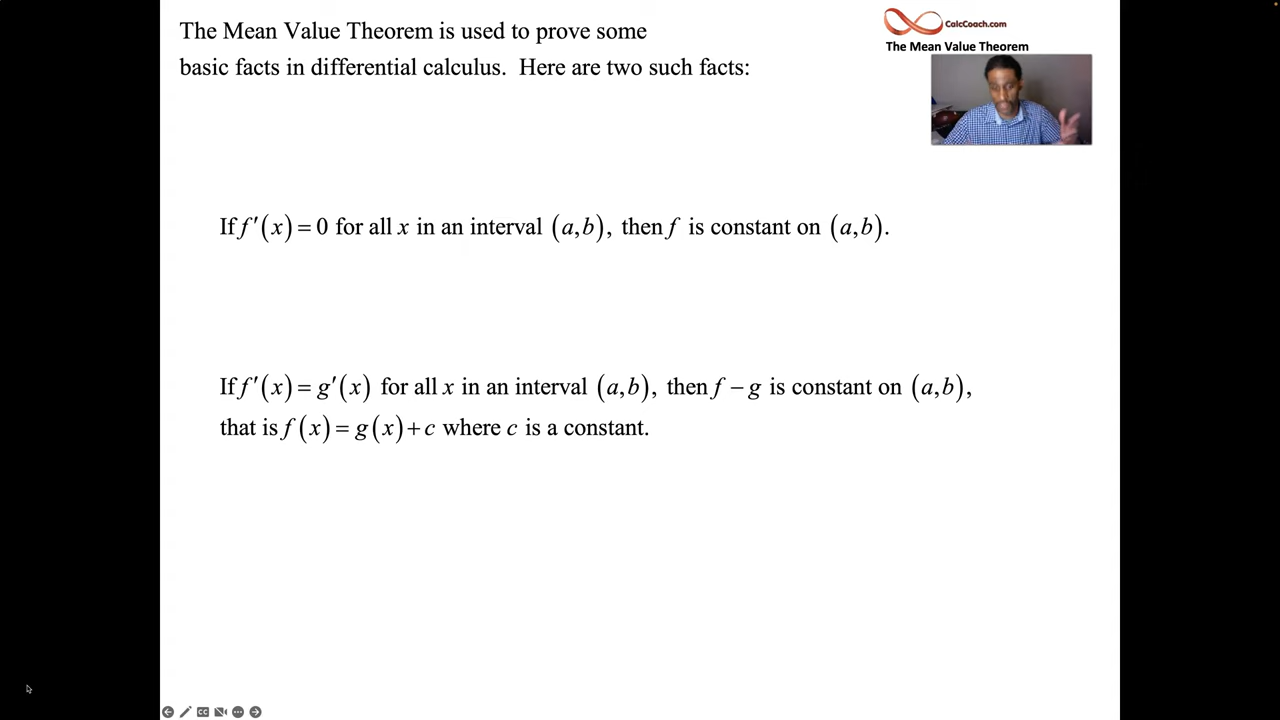 The Mean Value Theorem is used to prove some
basic facts in differential calculus. Here are two such facts:
CalcCoach.com
The Mean Value Theorem
If f′(x) = 0 for all x in an interval (a,b), then f is constant on (a,b).
If f′(x) = g′(x) for all x in an interval (a,b), then f − g is constant on (a,b),
that is f(x) = g(x) + c where c is a constant.
CC